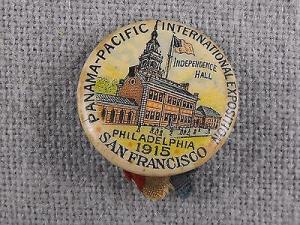 PANAMA-PACIFIC INTERNATIONAL EXPOSITION
INDEPENDENCE
HALL
PHILADELPHIA
1915
SAN FRANCISCO